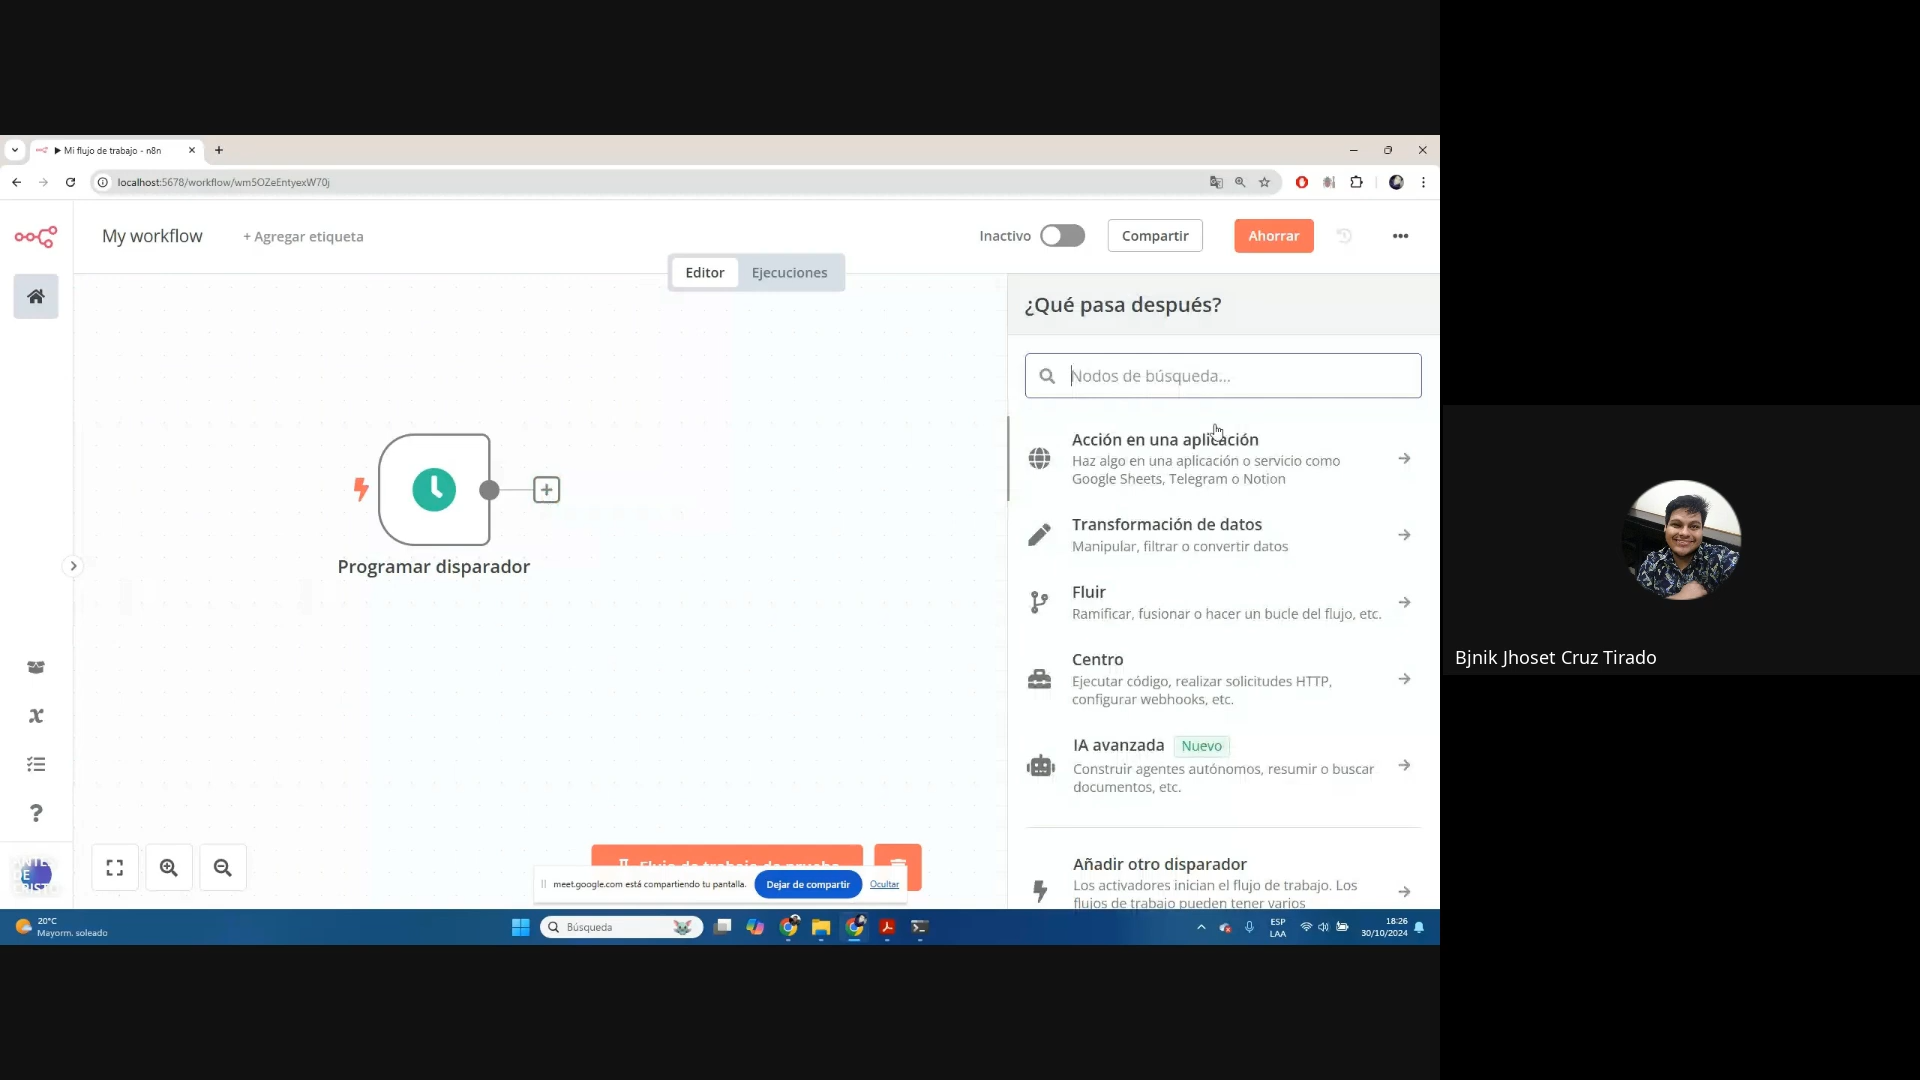 Mi flujo de trabajo - n8n
localhost:5678/workflow/wm5OZeEntyexW70j
My workflow
+ Agregar etiqueta
Inactivo
Compartir
Ahorrar
Editor
Ejecuciones
¿Qué pasa después?
Nodos de búsqueda...
Acción en una aplicación
Haz algo en una aplicación o servicio como
Google Sheets, Telegram o Notion
Transformación de datos
Manipular, filtrar o convertir datos
Fluir
Ramificar, fusionar o hacer un bucle del flujo, etc.
Centro
Ejecutar código, realizar solicitudes HTTP,
configurar webhooks, etc.
IA avanzada Nuevo
Construir agentes autónomos, resumir o buscar
documentos, etc.
Añadir otro disparador
Los activadores inician el flujo de trabajo. Los
flujos de trabajo pueden tener varios
Programar disparador
Flujo de trabajo de prueba
meet.google.com está compartiendo tu pantalla.
Dejar de compartir
Ocultar
20°C
Mayorm. soleado
Búsqueda
ESP
LAA
18:26
30/10/2024
Bjnik Jhoset Cruz Tirado